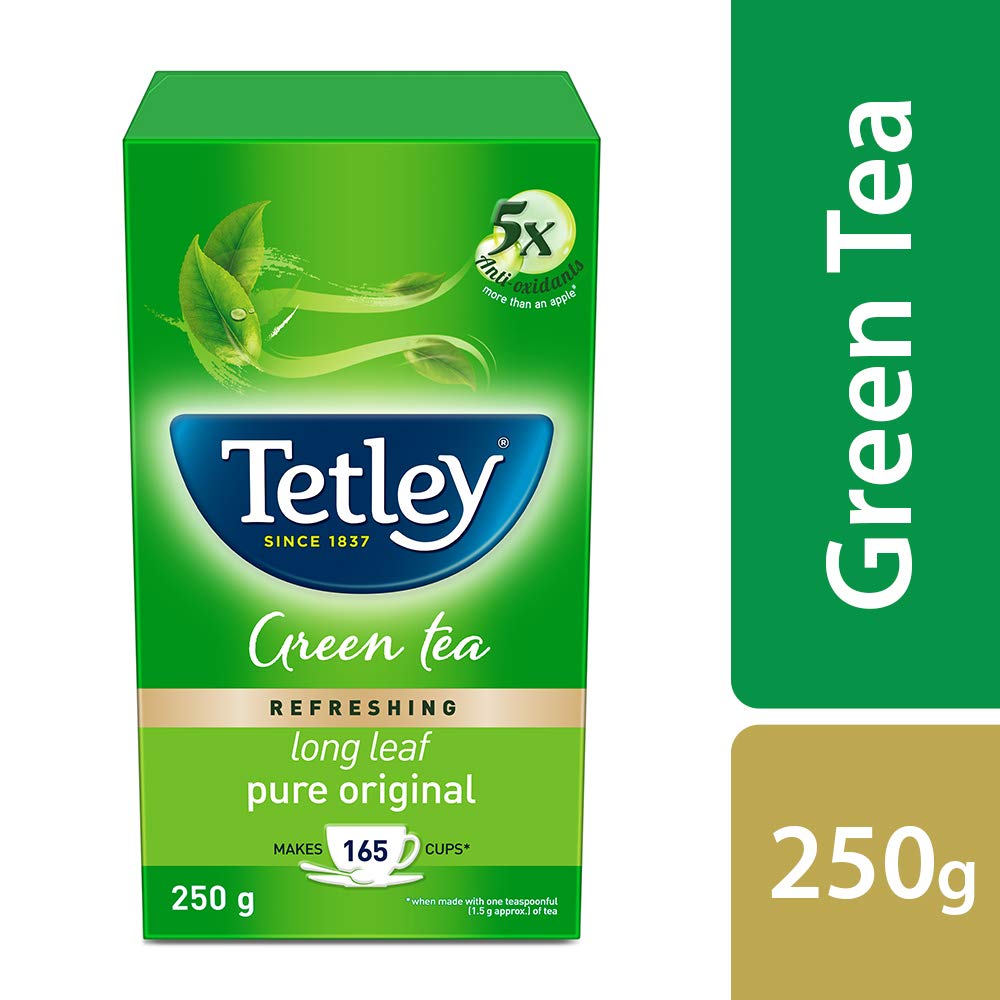 5x
Anti-oxidants
more than an apple*
Tetley®
SINCE 1837
Green tea
REFRESHING
long leaf
pure original
MAKES 165 CUPS*
250 g
*when made with one teaspoonful
(1.5 g approx.) of tea
Green Tea
250g